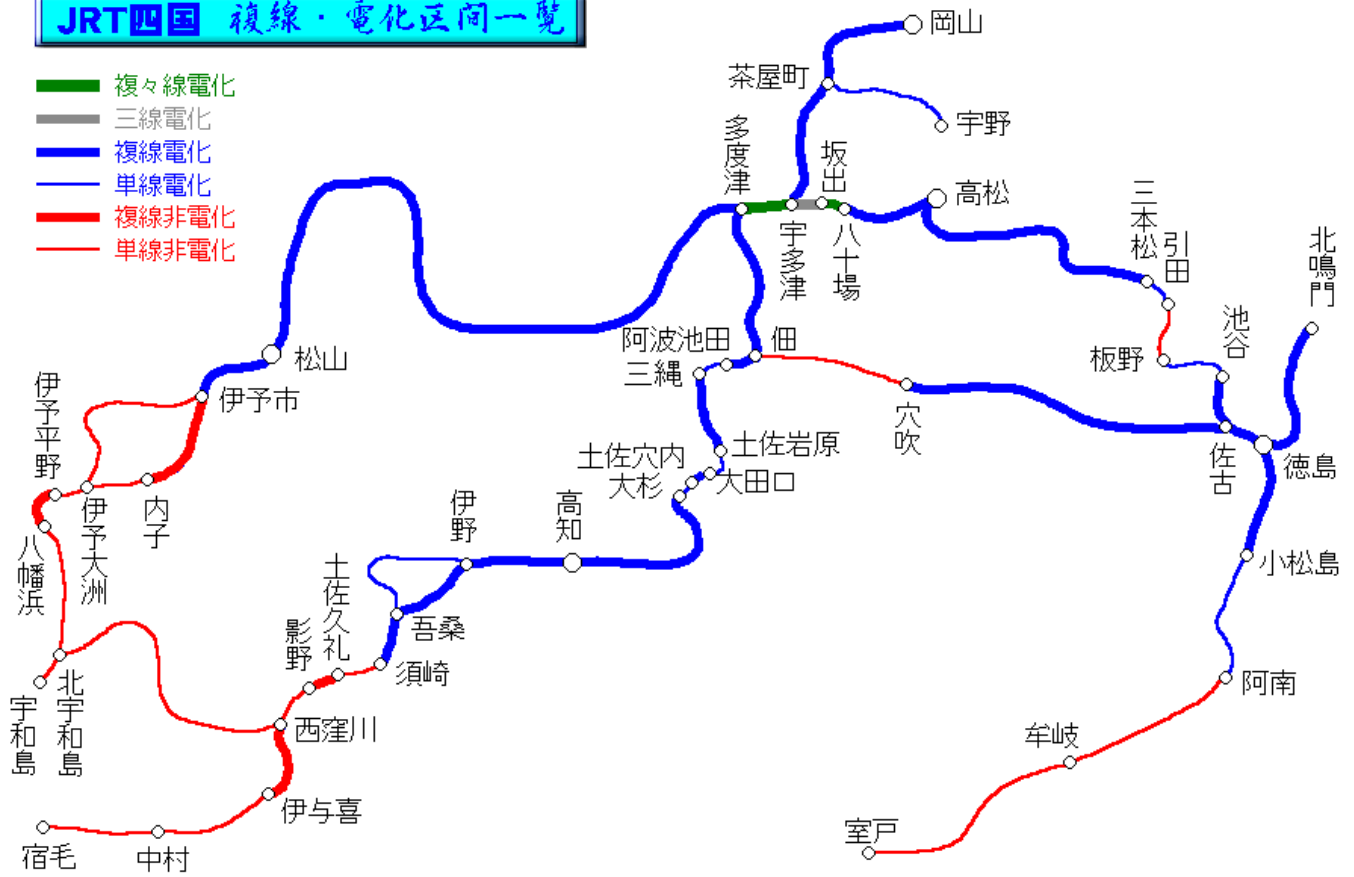 JRT四国 複線・電化区間一覧
複々線電化
三線電化
複線電化
単線電化
複線非電化
単線非電化
岡山
茶屋町
宇野
多度津
坂出
高松
宇多津
八十場
三本松
引田
北鳴門
池谷
板野
阿波池田
佃
三縄
穴吹
佐古
徳島
松山
伊予市
伊予平野
内子
伊予大洲
八幡浜
土佐岩原
土佐穴内
大田口
大杉
高知
伊野
土佐久礼
影野
吾桑
須崎
小松島
阿南
牟岐
室戸
宇和島
北宇和島
西窪川
伊与喜
宿毛
中村